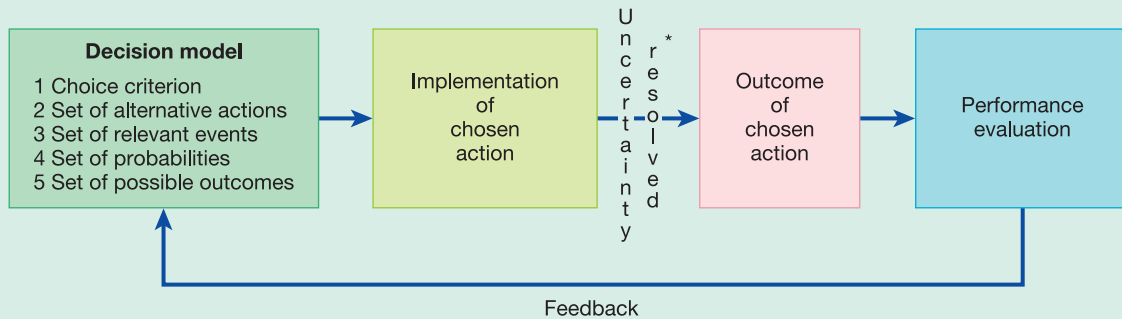 Decision model
1 Choice criterion
2 Set of alternative actions
3 Set of relevant events
4 Set of probabilities
5 Set of possible outcomes
Implementation
of
chosen
action
Uncertainty
resolved*
Outcome
of
chosen
action
Performance
evaluation
Feedback